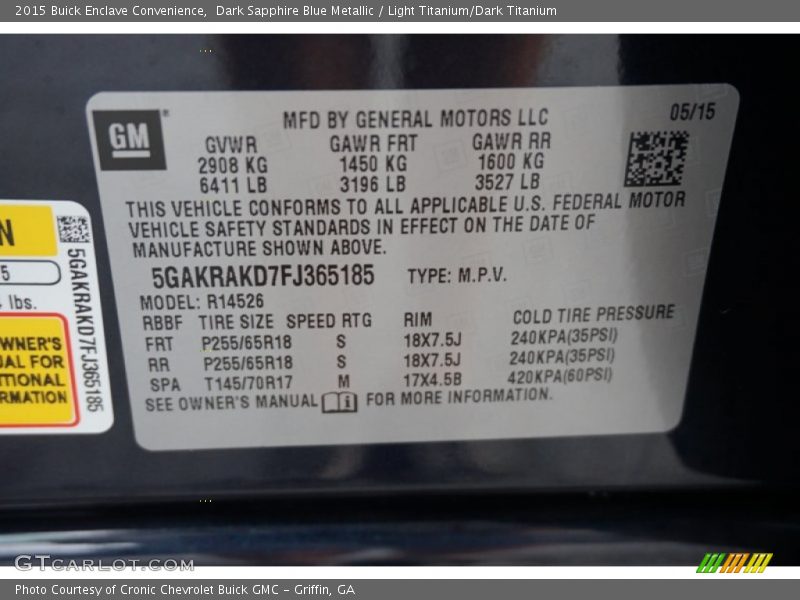 2015 Buick Enclave Convenience, Dark Sapphire Blue Metallic / Light Titanium/Dark Titanium
GM
®
MFD BY GENERAL MOTORS LLC
05/15
GVWR GAWR FRT GAWR RR
2908 KG 1450 KG 1600 KG
6411 LB 3196 LB 3527 LB
THIS VEHICLE CONFORMS TO ALL APPLICABLE U.S. FEDERAL MOTOR
VEHICLE SAFETY STANDARDS IN EFFECT ON THE DATE OF
MANUFACTURE SHOWN ABOVE.
5GAKRAKD7FJ365185 TYPE: M.P.V.
MODEL: R14526
RBBF TIRE SIZE SPEED RTG RIM COLD TIRE PRESSURE
FRT P255/65R18 S 18X7.5J 240KPA(35PSI)
RR P255/65R18 S 18X7.5J 240KPA(35PSI)
SPA T145/70R17 M 17X4.5B 420KPA(60PSI)
SEE OWNER'S MANUAL FOR MORE INFORMATION.
N
5
lbs.
WNER'S
UAL FOR
TIONAL
RMATION
5GAKRAKD7FJ365185
GTCarLot.com
Photo Courtesy of Cronic Chevrolet Buick GMC – Griffin, GA